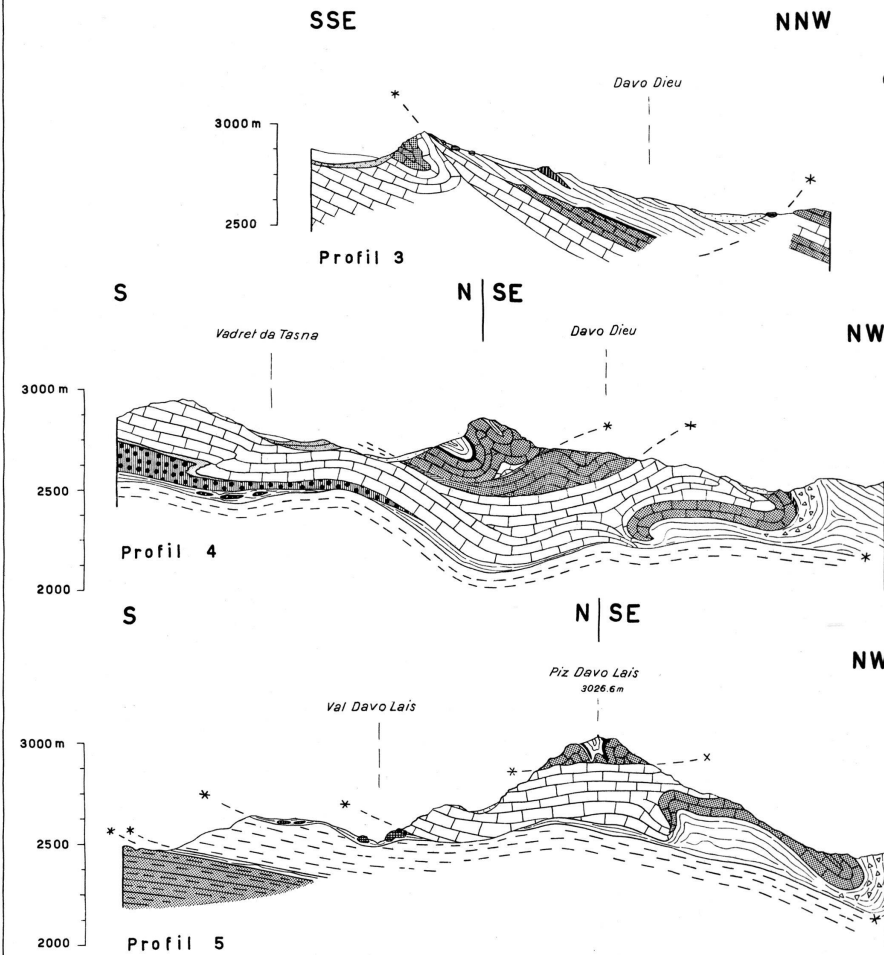 SSE NNW
Davo Dieu
3000 m
2500
Profil 3
S N SE NW
Vadret da Tasna Davo Dieu
3000 m
2500
2000
Profil 4
S N SE NW
Piz Davo Lais
3026.6 m
Val Davo Lais
3000 m
2500
2000
Profil 5